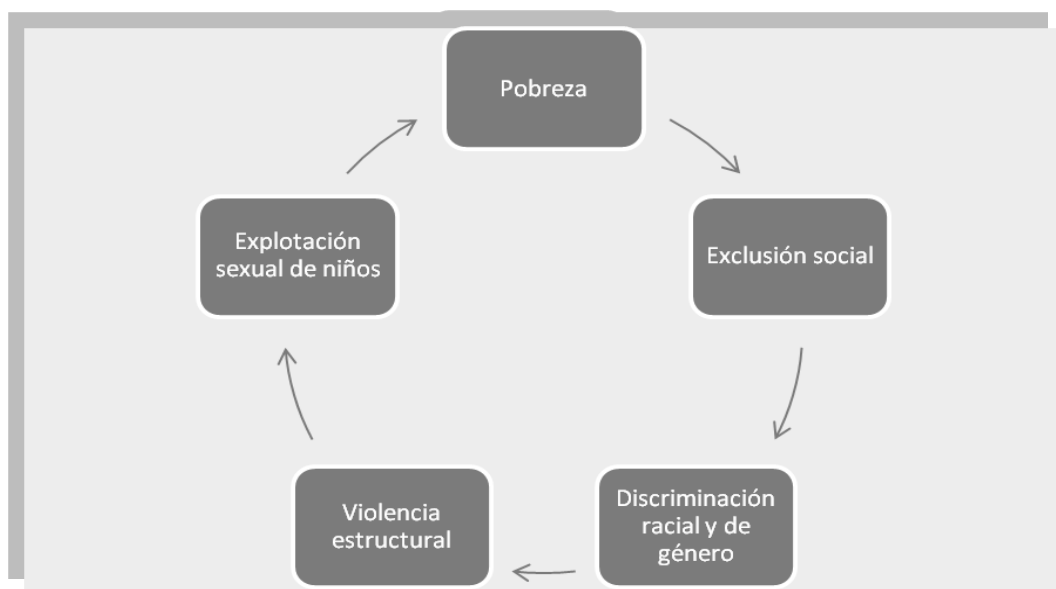 Pobreza
Exclusión social
Discriminación
racial y de
género
Violencia
estructural
Explotación
sexual de niños